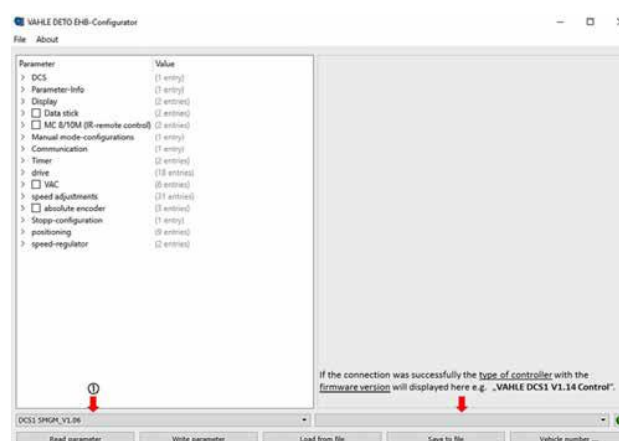 VAHLE DETO EHB-Configurator
File About
Parameter Value
DCS (1 entry)
Parameter-Info (1 entry)
Display (2 entries)
Data stick (2 entries)
MC 8/10M (IR-remote control) (2 entries)
Manual mode-configurations (1 entry)
Communication (1 entry)
Timer (2 entries)
drive (18 entries)
VAC (6 entries)
speed adjustments (31 entries)
absolute encoder (3 entries)
Stopp-configuration (1 entry)
positioning (9 entries)
speed-regulator (2 entries)
If the connection was successfully the type of controller with the
firmware version will displayed here e.g. „VAHLE DCS1 V1.14 Control“.
①
DCS1 SMGM_V1.06
Read parameter Write parameter Load from file Save to file Vehicle number ...